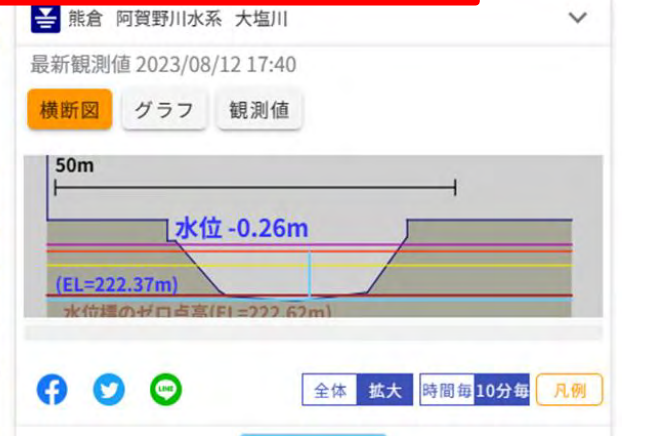 熊倉 阿賀野川水系 大塩川
最新観測値 2023/08/12 17:40
横断図 グラフ 観測値
50m
水位 -0.26m
(EL=222.37m)
水位標のゼロ点高(EL=222.62m)
LINE
全体 拡大 時間毎 10分毎 凡例